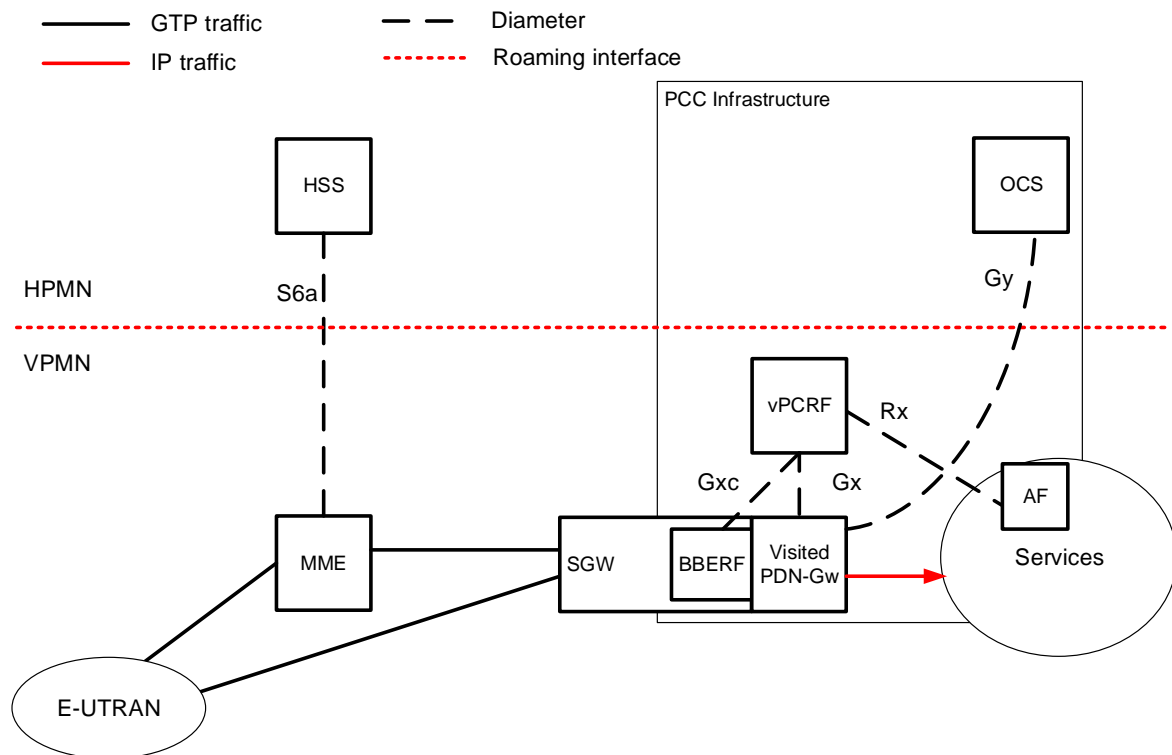 GTP traffic
Diameter
IP traffic
Roaming interface
PCC Infrastructure
HSS
OCS
HPMN
S6a
Gy
VPMN
vPCRF
Rx
Gxc
Gx
AF
MME
SGW
BBERF
Visited
PDN-Gw
Services
E-UTRAN